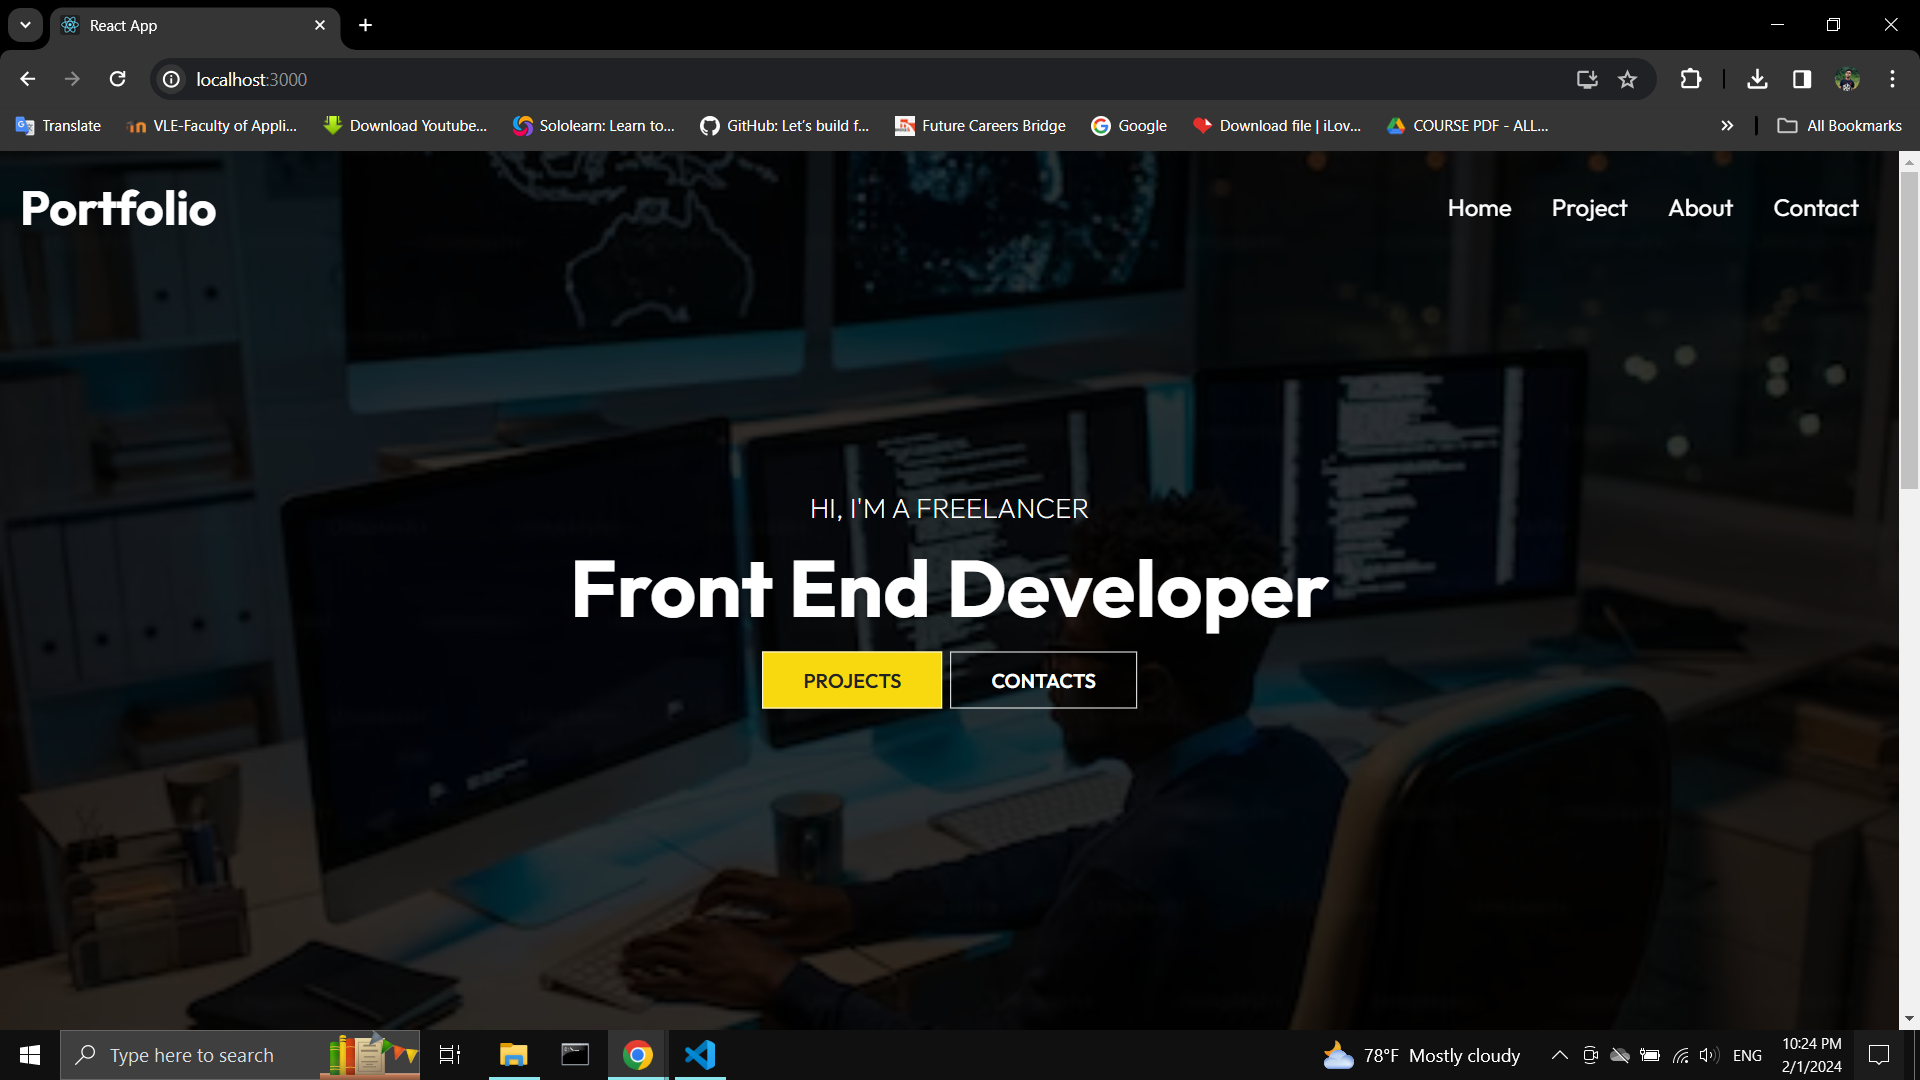 React App
localhost:3000
Translate
VLE-Faculty of Appli...
Download Youtube...
Sololearn: Learn to...
GitHub: Let's build f...
Future Careers Bridge
Google
Download file | iLov...
COURSE PDF - ALL...
All Bookmarks
Portfolio
Home
Project
About
Contact
HI, I'M A FREELANCER
Front End Developer
PROJECTS
CONTACTS
Type here to search
78°F Mostly cloudy
ENG
10:24 PM
2/1/2024